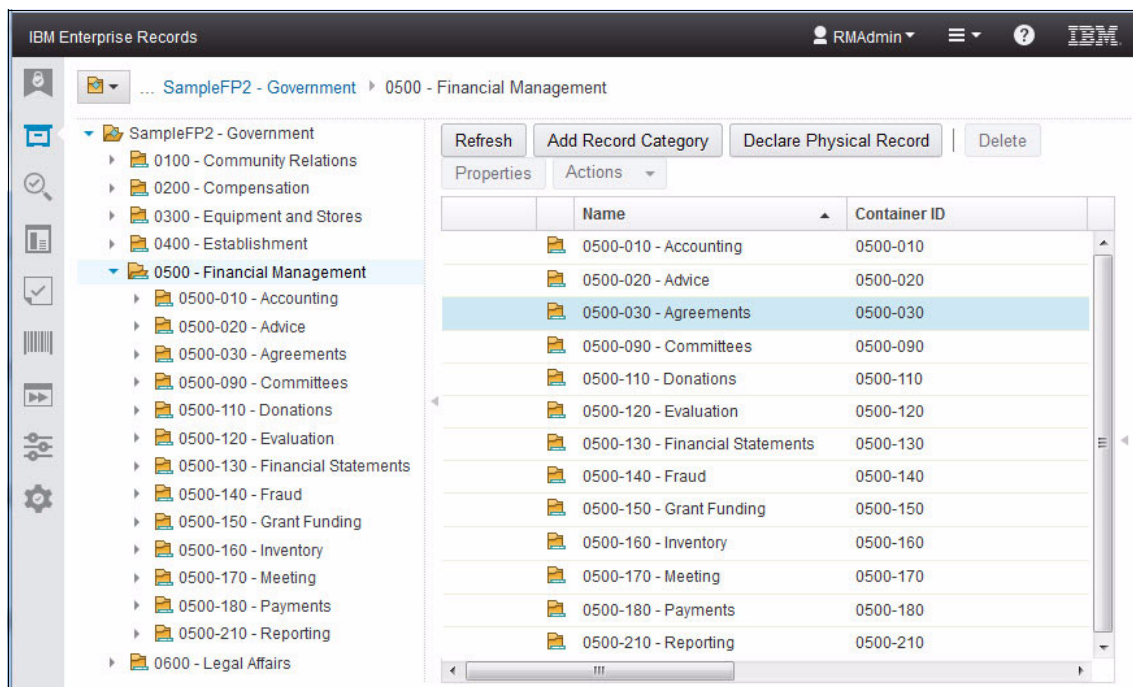 IBM Enterprise Records
RMAdmin
?
IBM
... SampleFP2 - Government 0500 - Financial Management
SampleFP2 - Government
0100 - Community Relations
0200 - Compensation
0300 - Equipment and Stores
0400 - Establishment
0500 - Financial Management
0500-010 - Accounting
0500-020 - Advice
0500-030 - Agreements
0500-090 - Committees
0500-110 - Donations
0500-120 - Evaluation
0500-130 - Financial Statements
0500-140 - Fraud
0500-150 - Grant Funding
0500-160 - Inventory
0500-170 - Meeting
0500-180 - Payments
0500-210 - Reporting
0600 - Legal Affairs
Refresh Add Record Category Declare Physical Record Delete
Properties Actions
Name Container ID
0500-010 - Accounting 0500-010
0500-020 - Advice 0500-020
0500-030 - Agreements 0500-030
0500-090 - Committees 0500-090
0500-110 - Donations 0500-110
0500-120 - Evaluation 0500-120
0500-130 - Financial Statements 0500-130
0500-140 - Fraud 0500-140
0500-150 - Grant Funding 0500-150
0500-160 - Inventory 0500-160
0500-170 - Meeting 0500-170
0500-180 - Payments 0500-180
0500-210 - Reporting 0500-210